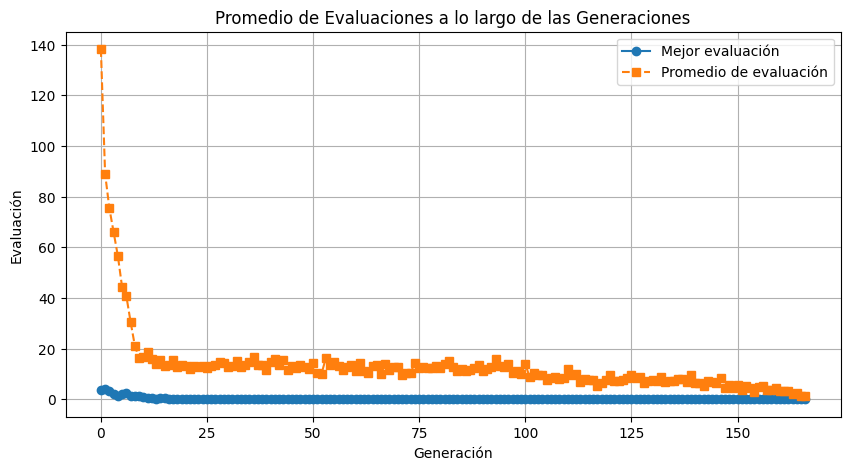 Promedio de Evaluaciones a lo largo de las Generaciones
Mejor evaluación
Promedio de evaluación
Evaluación
140
120
100
80
60
40
20
0
0 25 50 75 100 125 150
Generación